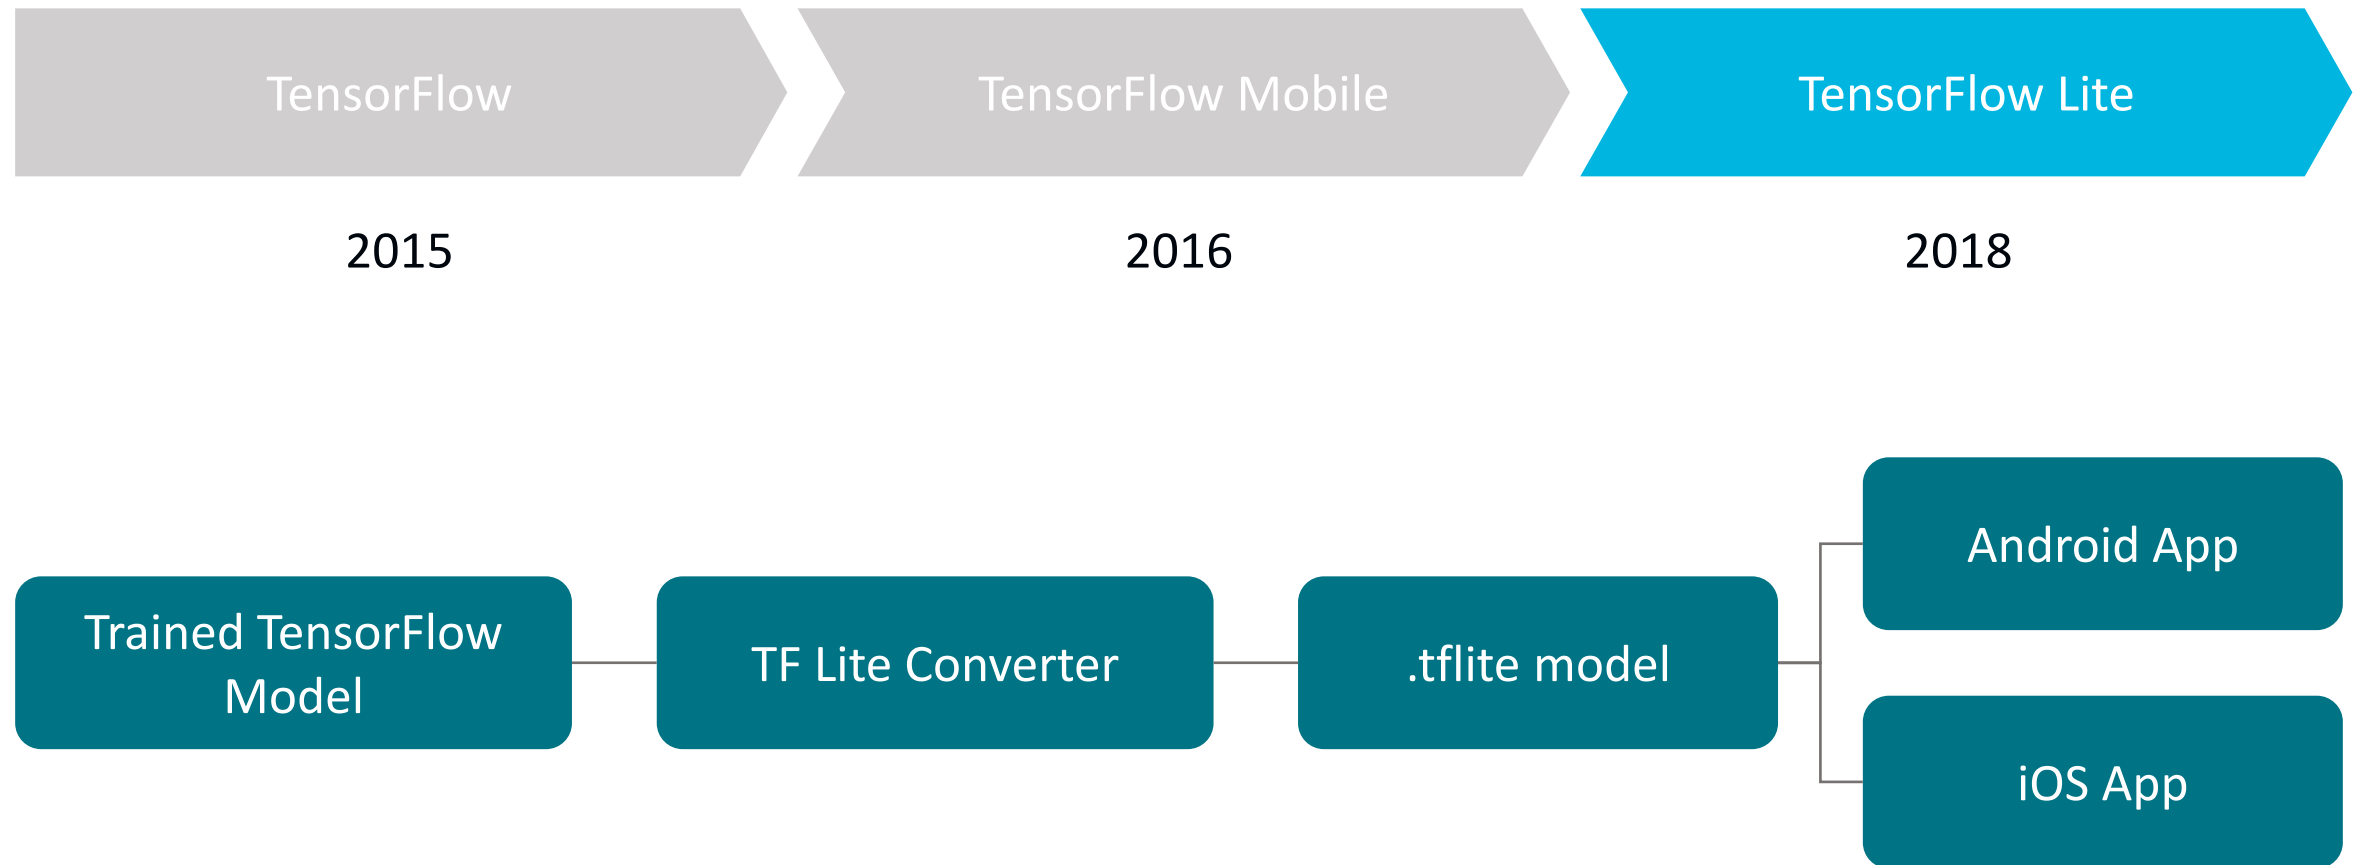 TensorFlow
TensorFlow Mobile
TensorFlow Lite
2015
2016
2018
Trained TensorFlow
Model
TF Lite Converter
.tflite model
Android App
iOS App